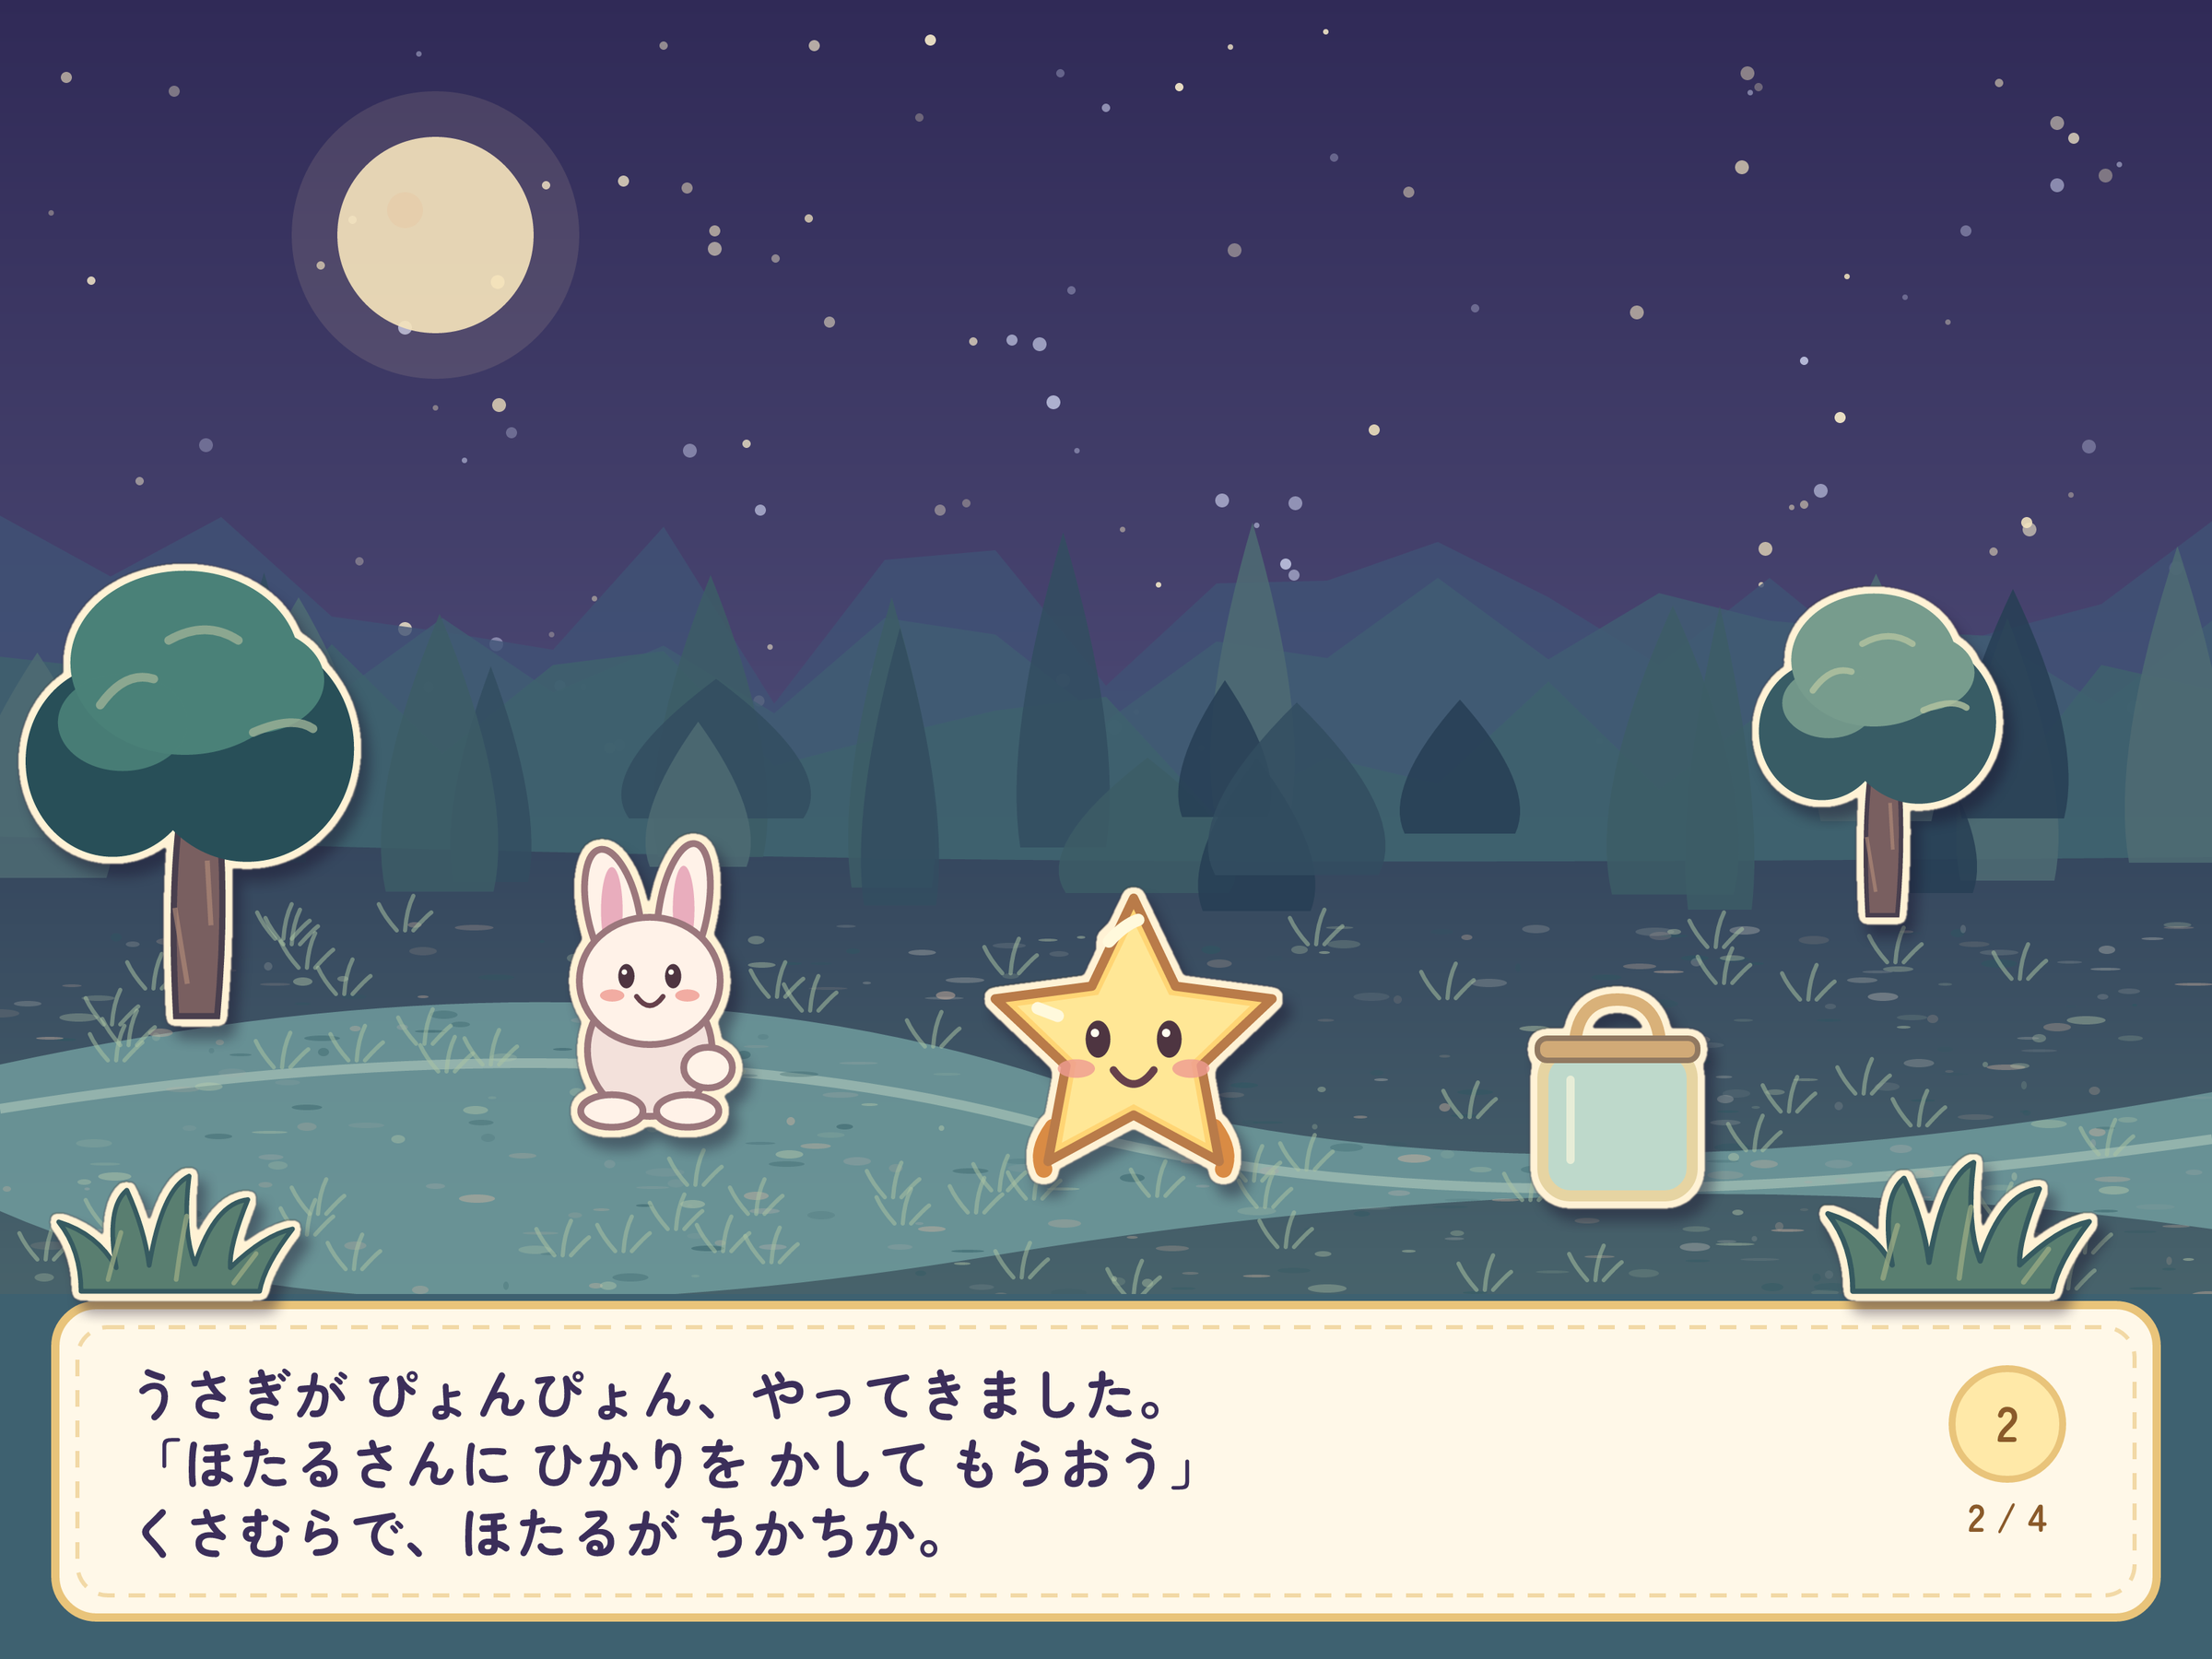 うさぎが ぴょんぴょん、 やってきました。
「ほたるさんに ひかりを かして もらおう」
くさむらで、 ほたるが ちかちか。
2
2 / 4